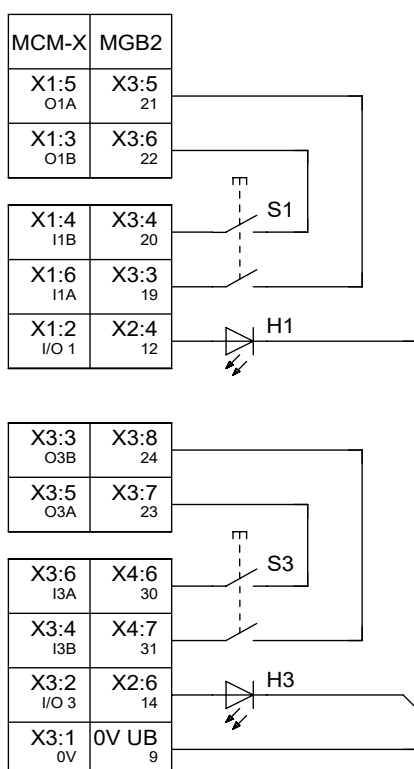 MCM-X MGB2
X1:5 X3:5
O1A 21
X1:3 X3:6
O1B 22
S1
X1:4 X3:4
I1B 20
X1:6 X3:3
I1A 19
X1:2 X2:4 H1
I/O 1 12
X3:3 X3:8
O3B 24
X3:5 X3:7
O3A 23
S3
X3:6 X4:6
I3A 30
X3:4 X4:7
I3B 31
X3:2 X2:6 H3
I/O 3 14
X3:1 0V UB
0V 9